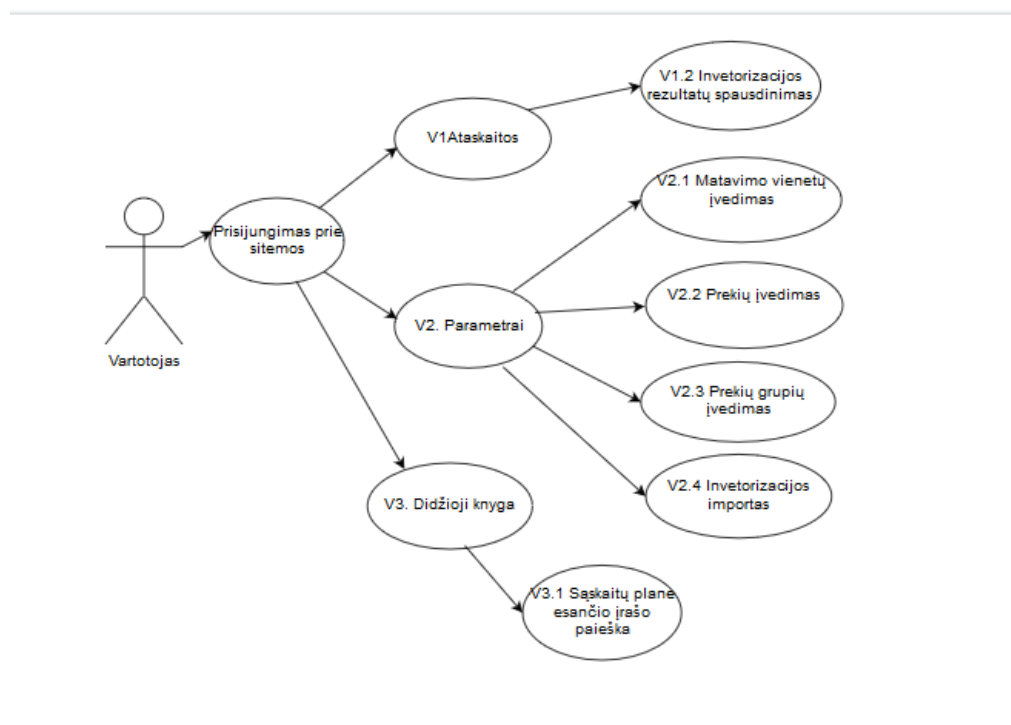 V1.2 Invetorizacijos
rezultatų spausdinimas
V1Ataskaitos
V2.1 Matavimo vienetų
įvedimas
Prisijungimas prie
sitemos
V2.2 Prekių įvedimas
V2. Parametrai
Vartotojas
V2.3 Prekių grupių
įvedimas
V2.4 Invetorizacijos
importas
V3. Didžioji knyga
V3.1 Sąskaitų plane
esančio įrašo
paieška